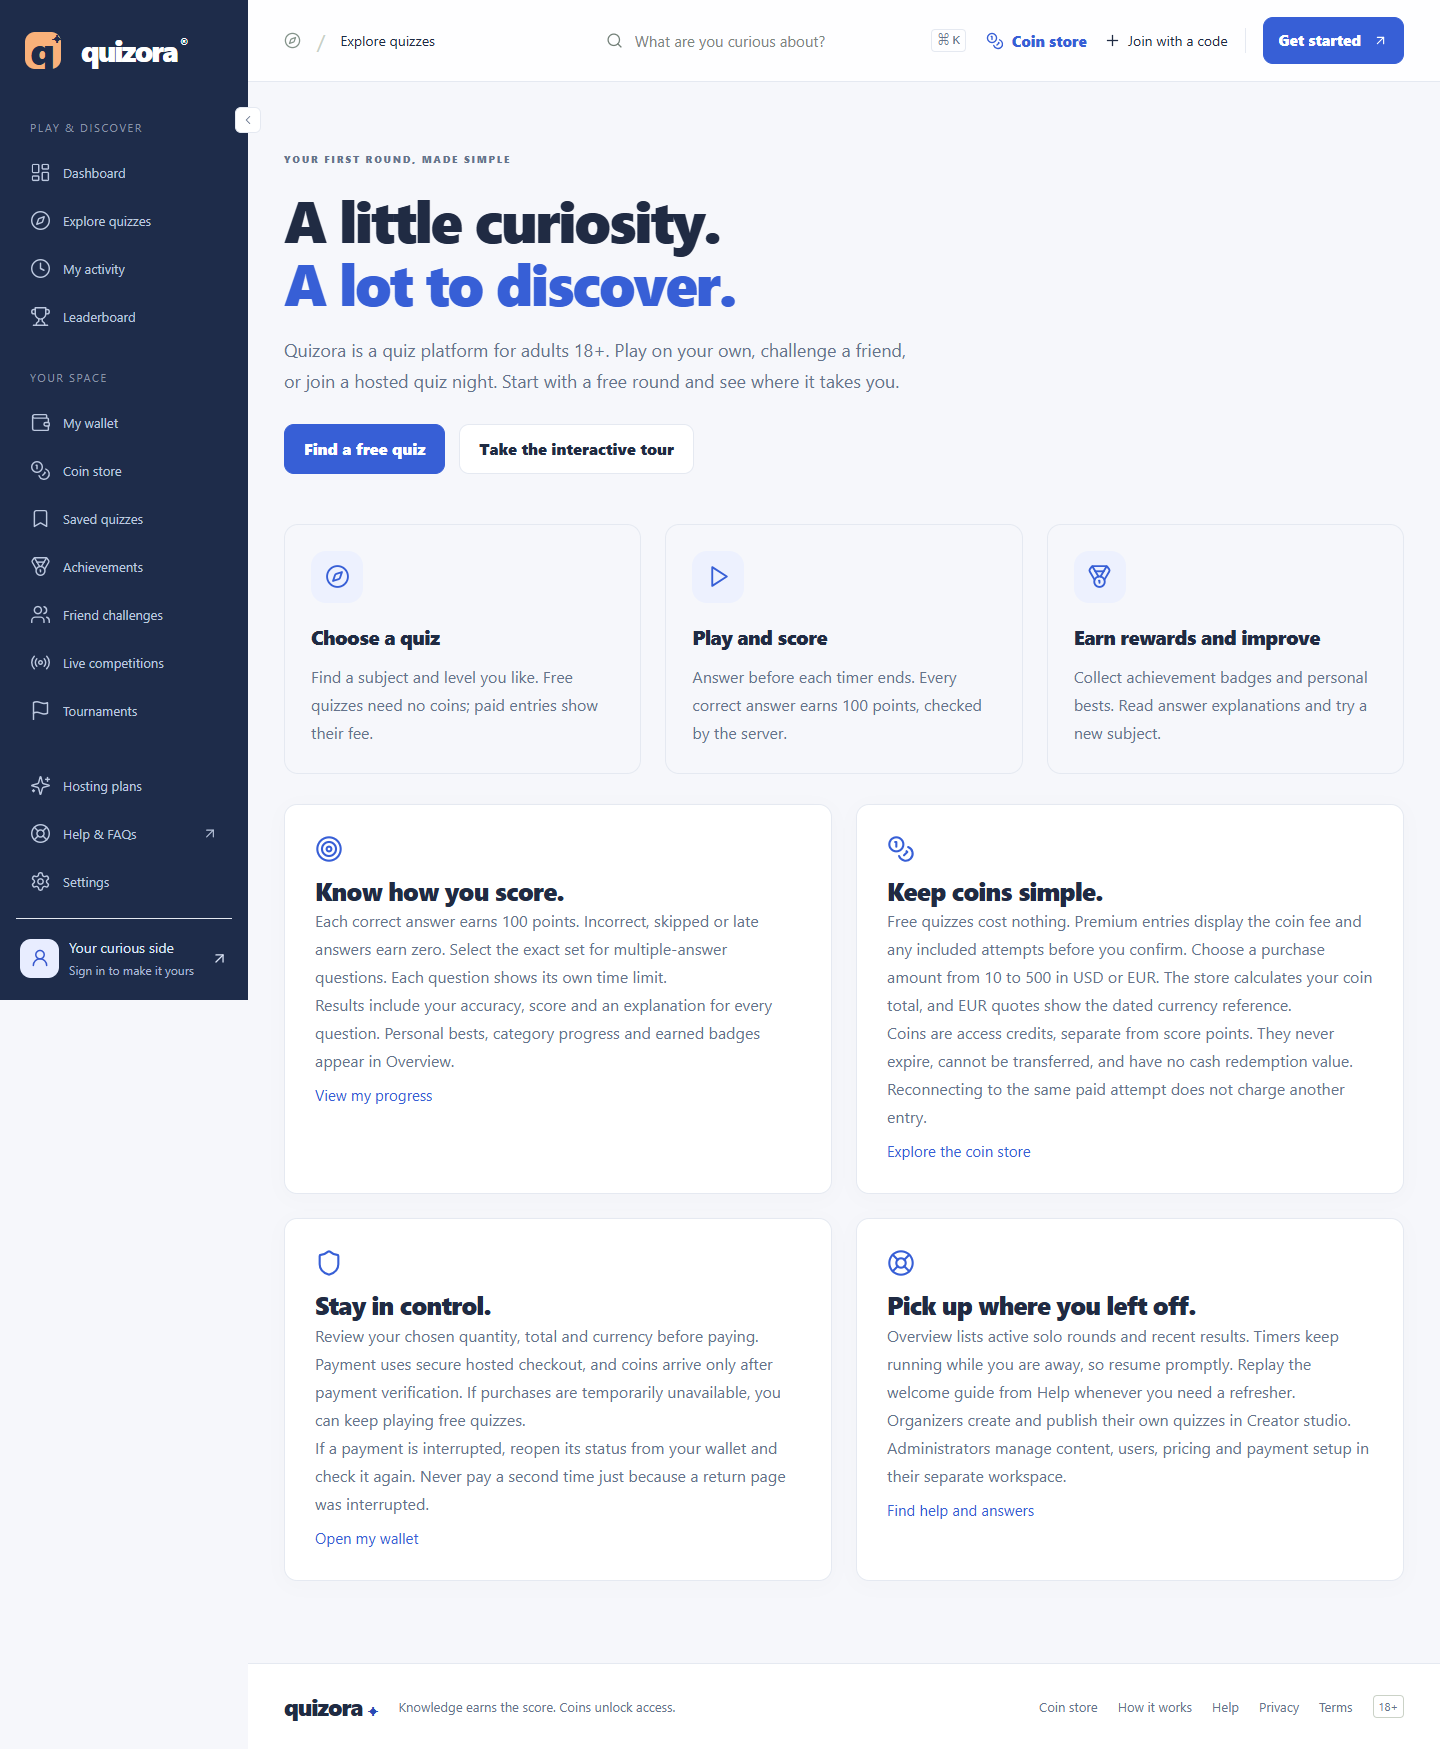 quizora
PLAY & DISCOVER
Dashboard
Explore quizzes
My activity
Leaderboard
YOUR SPACE
My wallet
Coin store
Saved quizzes
Achievements
Friend challenges
Live competitions
Tournaments
Hosting plans
Help & FAQs
Settings
Your curious side
Sign in to make it yours
/ Explore quizzes
What are you curious about?
⌘ K
Coin store
Join with a code
Get started
YOUR FIRST ROUND, MADE SIMPLE
A little curiosity.
A lot to discover.
Quizora is a quiz platform for adults 18+. Play on your own, challenge a friend,
or join a hosted quiz night. Start with a free round and see where it takes you.
Find a free quiz
Take the interactive tour
Choose a quiz
Find a subject and level you like. Free
quizzes need no coins; paid entries show
their fee.
Play and score
Answer before each timer ends. Every
correct answer earns 100 points, checked
by the server.
Earn rewards and improve
Collect achievement badges and personal
bests. Read answer explanations and try a
new subject.
Know how you score.
Each correct answer earns 100 points. Incorrect, skipped or late
answers earn zero. Select the exact set for multiple-answer
questions. Each question shows its own time limit.
Results include your accuracy, score and an explanation for every
question. Personal bests, category progress and earned badges
appear in Overview.
View my progress
Keep coins simple.
Free quizzes cost nothing. Premium entries display the coin fee and
any included attempts before you confirm. Choose a purchase
amount from 10 to 500 in USD or EUR. The store calculates your coin
total, and EUR quotes show the dated currency reference.
Coins are access credits, separate from score points. They never
expire, cannot be transferred, and have no cash redemption value.
Reconnecting to the same paid attempt does not charge another
entry.
Explore the coin store
Stay in control.
Review your chosen quantity, total and currency before paying.
Payment uses secure hosted checkout, and coins arrive only after
payment verification. If purchases are temporarily unavailable, you
can keep playing free quizzes.
If a payment is interrupted, reopen its status from your wallet and
check it again. Never pay a second time just because a return page
was interrupted.
Open my wallet
Pick up where you left off.
Overview lists active solo rounds and recent results. Timers keep
running while you are away, so resume promptly. Replay the
welcome guide from Help whenever you need a refresher.
Organizers create and publish their own quizzes in Creator studio.
Administrators manage content, users, pricing and payment setup in
their separate workspace.
Find help and answers
quizora
Knowledge earns the score. Coins unlock access.
Coin store
How it works
Help
Privacy
Terms
18+